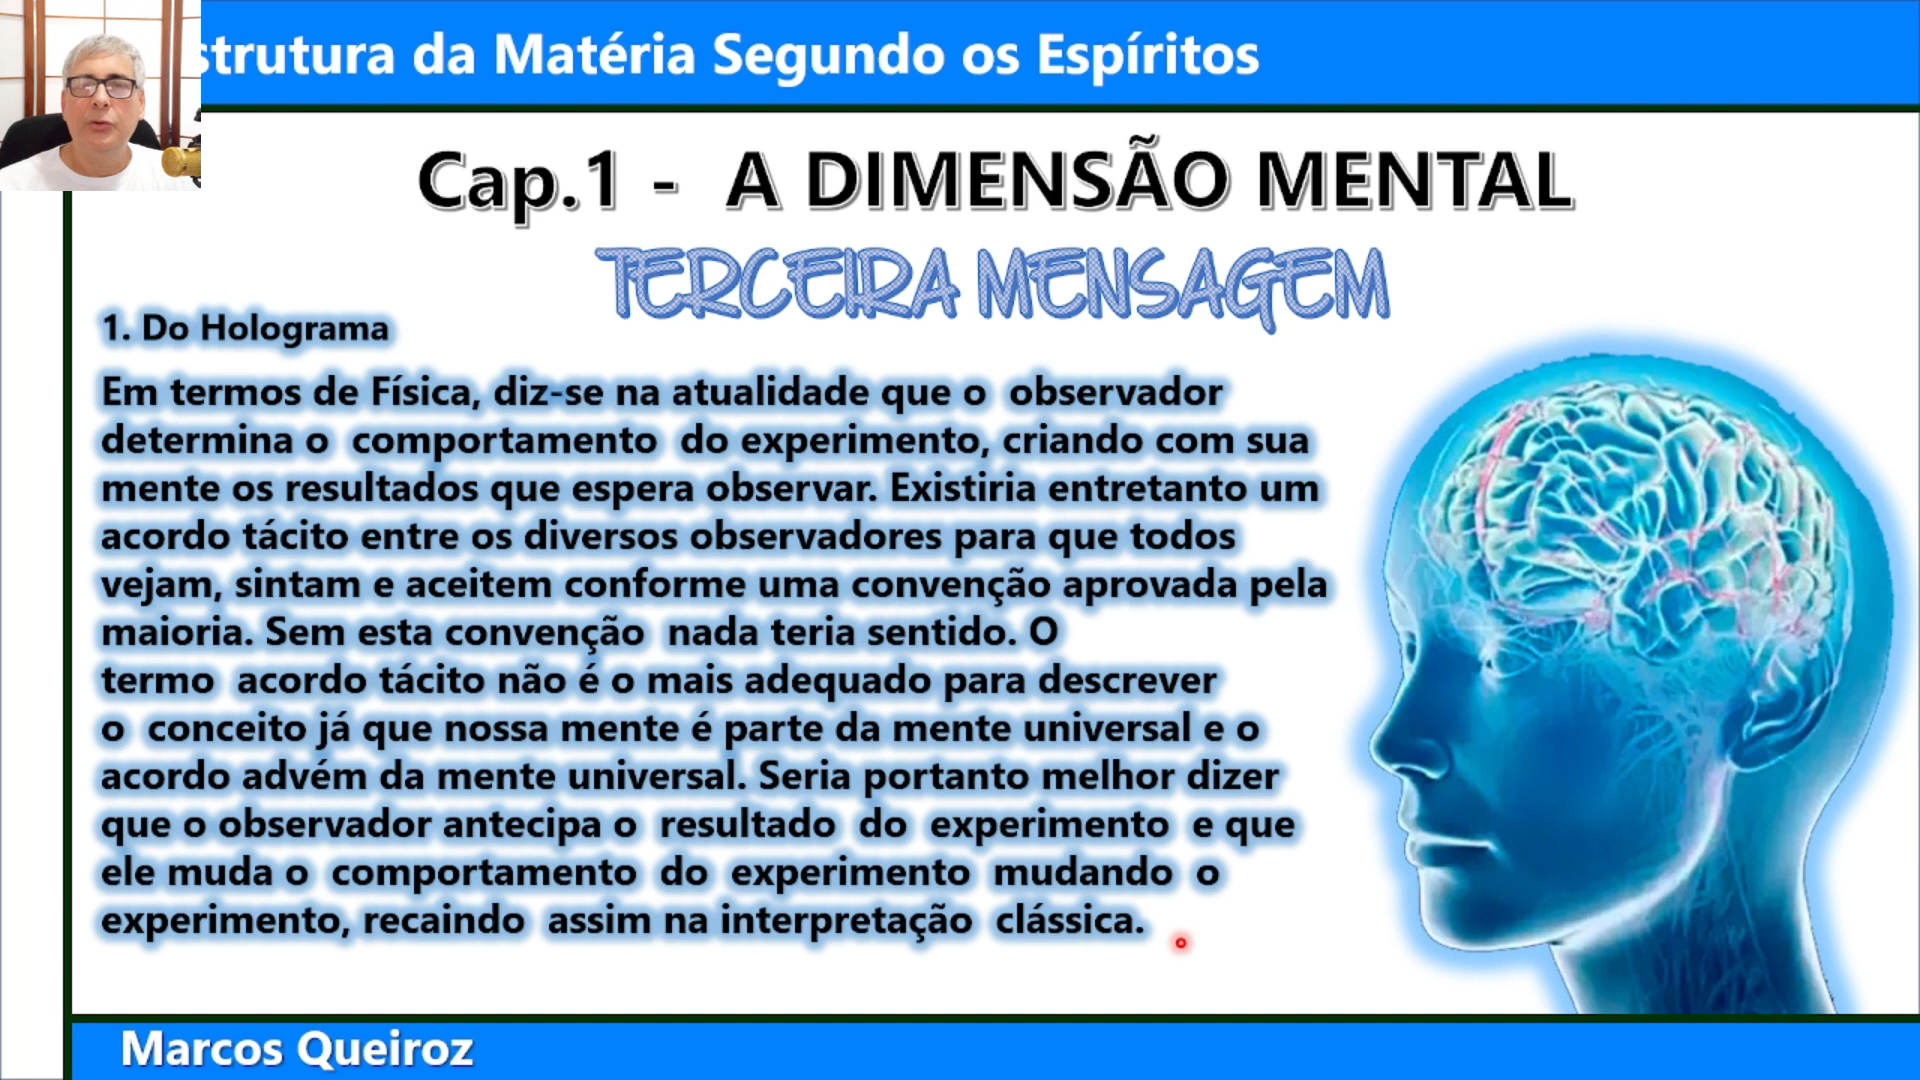 strutura da Matéria Segundo os Espíritos
Cap.1 - A DIMENSÃO MENTAL
TERCEIRA MENSAGEM
1. Do Holograma
Em termos de Física, diz-se na atualidade que o observador
determina o comportamento do experimento, criando com sua
mente os resultados que espera observar. Existiria entretanto um
acordo tácito entre os diversos observadores para que todos
vejam, sintam e aceitem conforme uma convenção aprovada pela
maioria. Sem esta convenção nada teria sentido. O
termo acordo tácito não é o mais adequado para descrever
o conceito já que nossa mente é parte da mente universal e o
acordo advém da mente universal. Seria portanto melhor dizer
que o observador antecipa o resultado do experimento e que
ele muda o comportamento do experimento mudando o
experimento, recaindo assim na interpretação clássica.
Marcos Queiroz